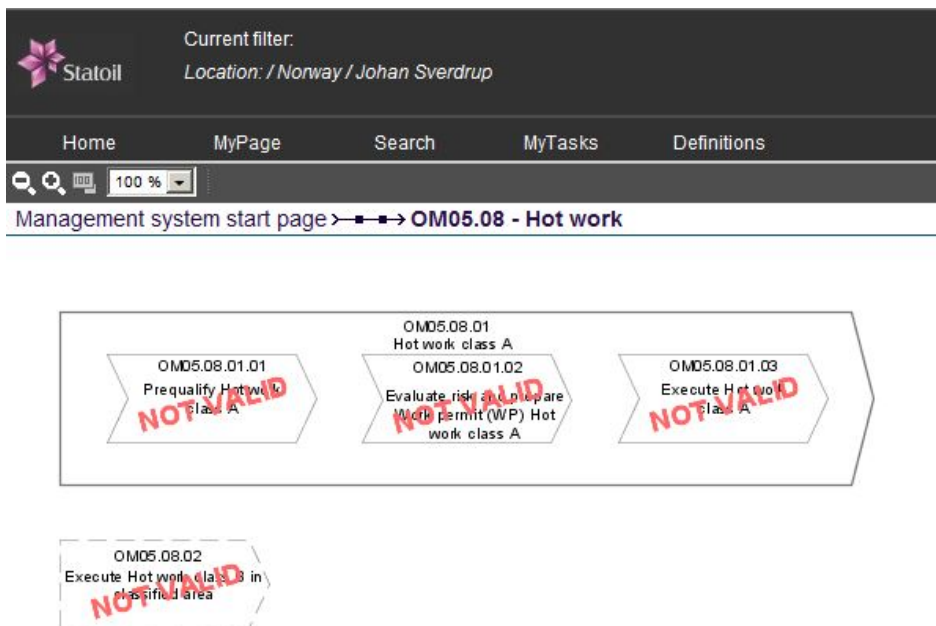 Statoil
Current filter:
Location: / Norway / Johan Sverdrup
Home MyPage Search MyTasks Definitions
100 %
Management system start page OM05.08 - Hot work
OM05.08.01
Hot work class A
OM05.08.01.01
Prequalify Hot work
class A
NOT VALID
OM05.08.01.02
Evaluate risk and prepare
Work permit (WP) Hot
work class A
NOT VALID
OM05.08.01.03
Execute Hot work
class A
NOT VALID
OM05.08.02
Execute Hot work class B in
classified area
NOT VALID